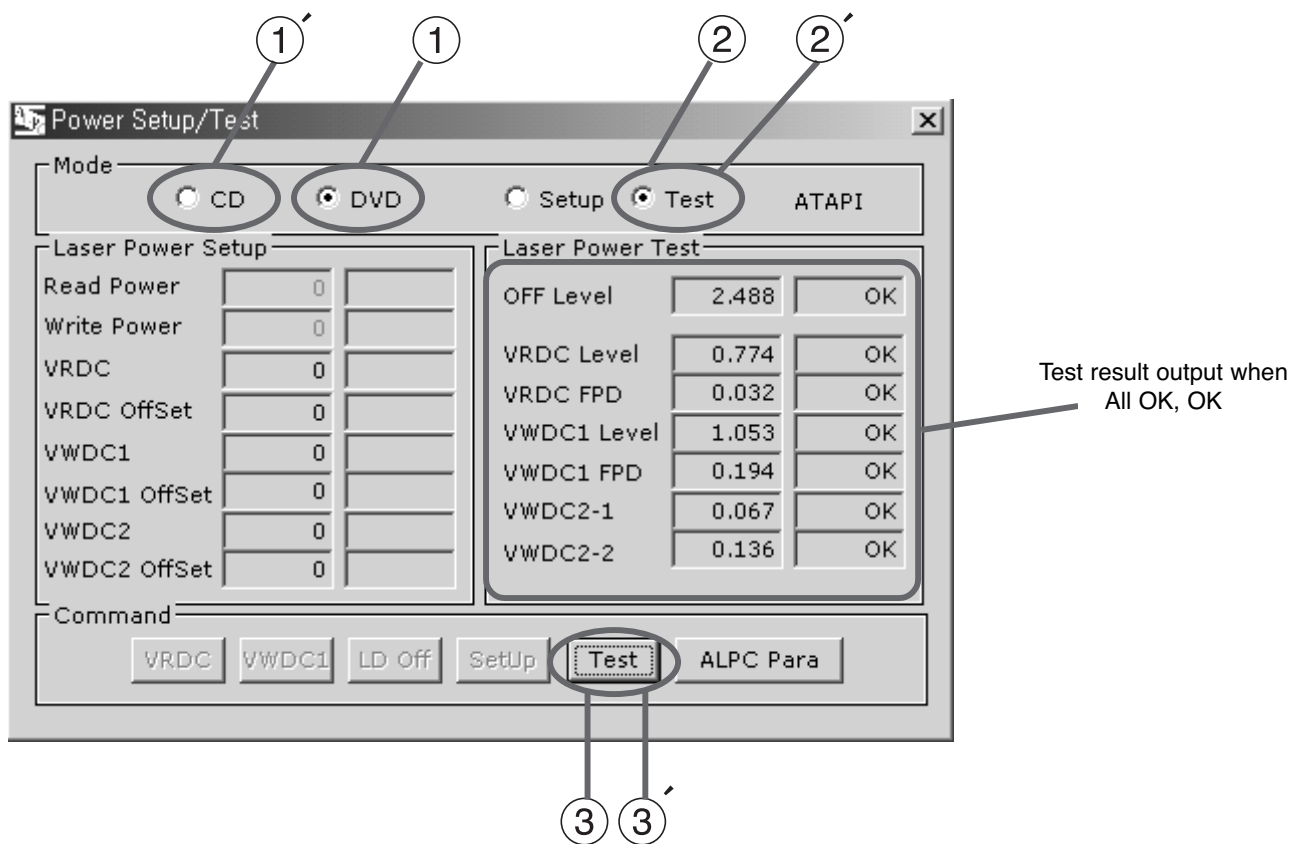 ①′ ① ② ②′
Power Setup/Test
Mode
CD DVD Setup Test ATAPI
Laser Power Setup
Read Power 0
Write Power 0
VRDC 0
VRDC OffSet 0
VWDC1 0
VWDC1 OffSet 0
VWDC2 0
VWDC2 OffSet 0
Laser Power Test
OFF Level 2.488 OK
VRDC Level 0.774 OK
VRDC FPD 0.032 OK
VWDC1 Level 1.053 OK
VWDC1 FPD 0.194 OK
VWDC2-1 0.067 OK
VWDC2-2 0.136 OK
Test result output when
All OK, OK
Command
VRDC VWDC1 LD Off SetUp Test ALPC Para
③ ③′